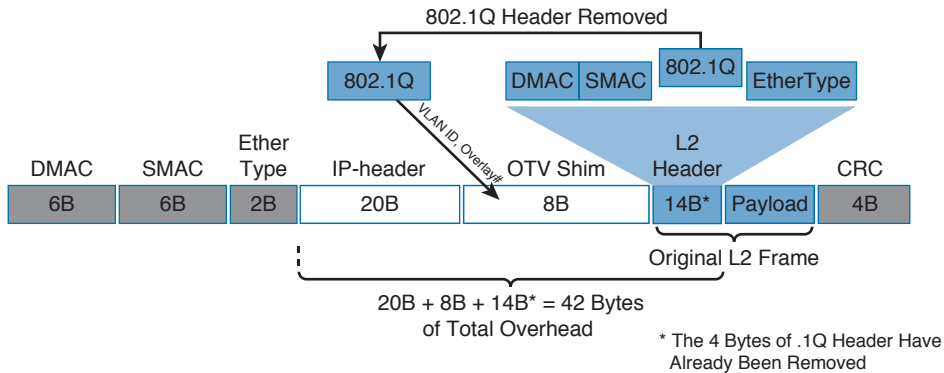 802.1Q Header Removed
802.1Q
DMAC
SMAC
802.1Q
EtherType
VLAN ID, Overlay#
DMAC
SMAC
Ether
Type
IP-header
OTV Shim
L2
Header
CRC
6B
6B
2B
20B
8B
14B*
Payload
4B
Original L2 Frame
20B + 8B + 14B* = 42 Bytes
of Total Overhead
* The 4 Bytes of .1Q Header Have
Already Been Removed